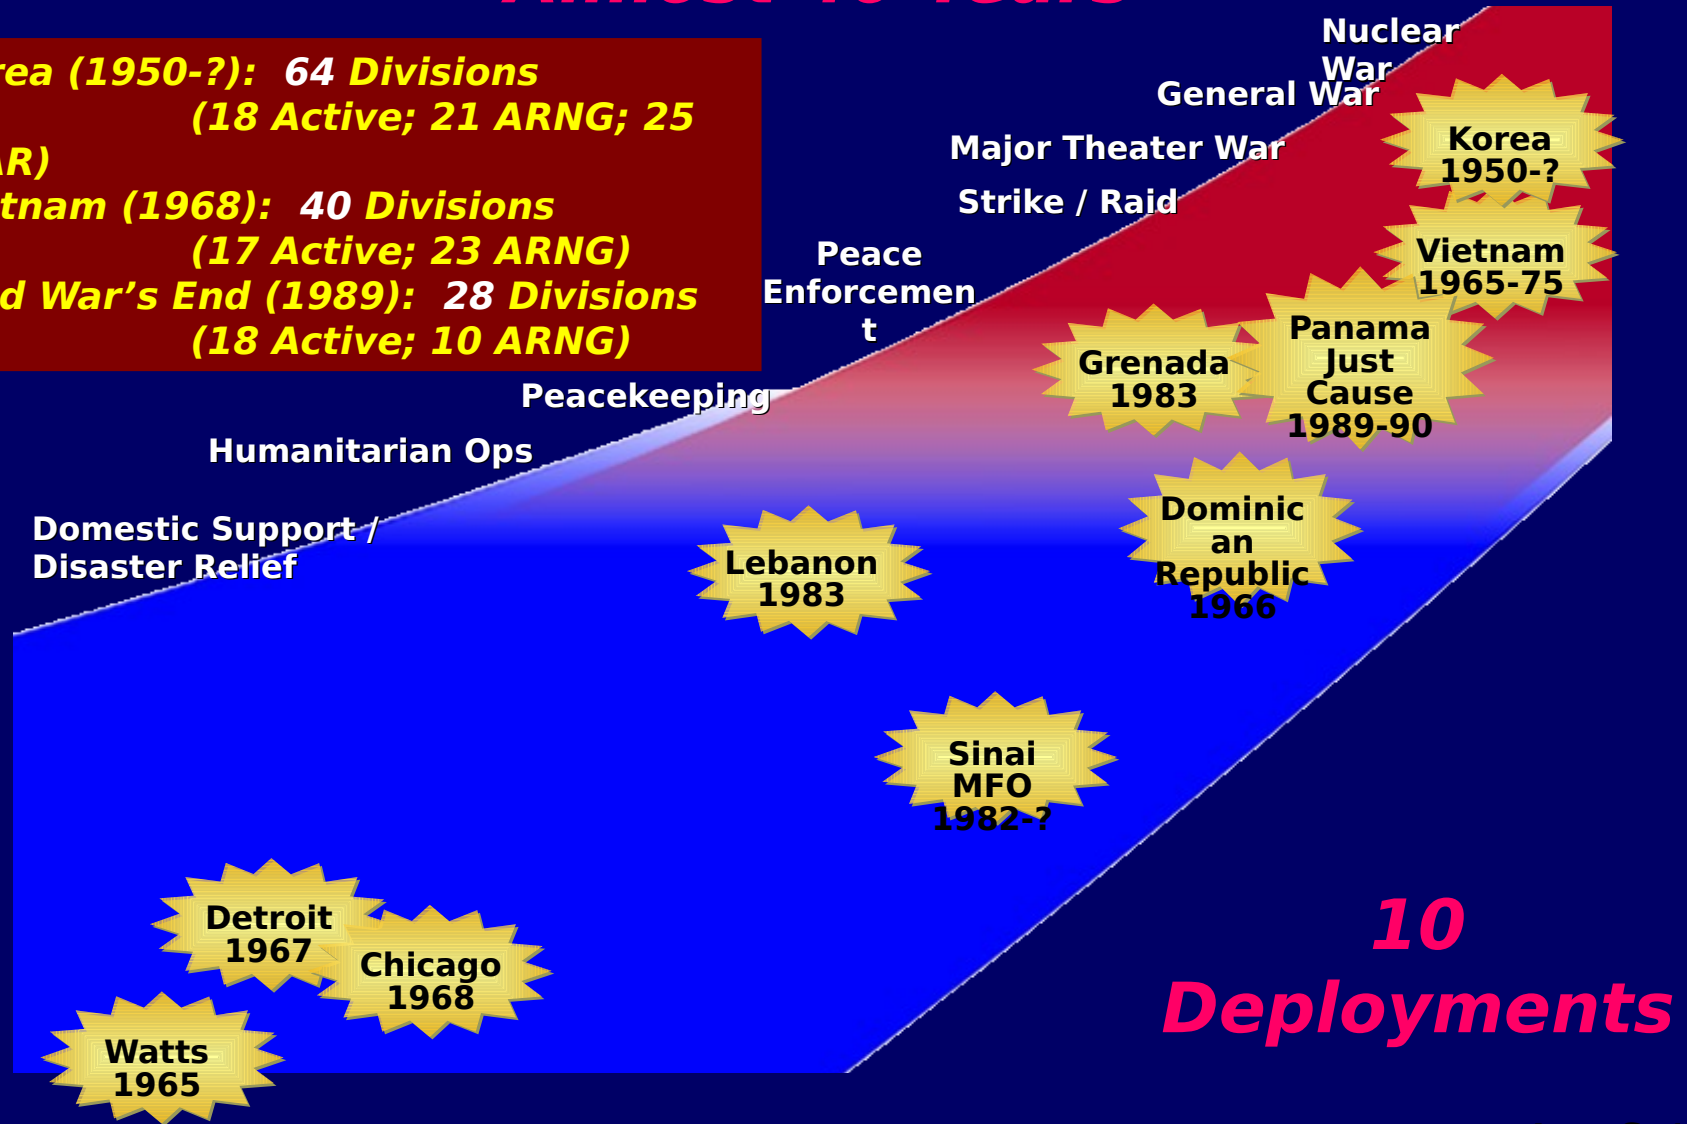 Almost 40 Years
rea (1950-?): 64 Divisions
(18 Active; 21 ARNG; 25
AR)
tnam (1968): 40 Divisions
(17 Active; 23 ARNG)
d War’s End (1989): 28 Divisions
(18 Active; 10 ARNG)
Nuclear
War
General War
Major Theater War
Strike / Raid
Peace
Enforcemen
t
Peacekeeping
Humanitarian Ops
Domestic Support /
Disaster Relief
Korea
1950-?
Vietnam
1965-75
Panama
Just
Cause
1989-90
Grenada
1983
Dominic
an
Republic
1966
Lebanon
1983
Sinai
MFO
1982-?
Detroit
1967
Chicago
1968
Watts
1965
10
Deployments